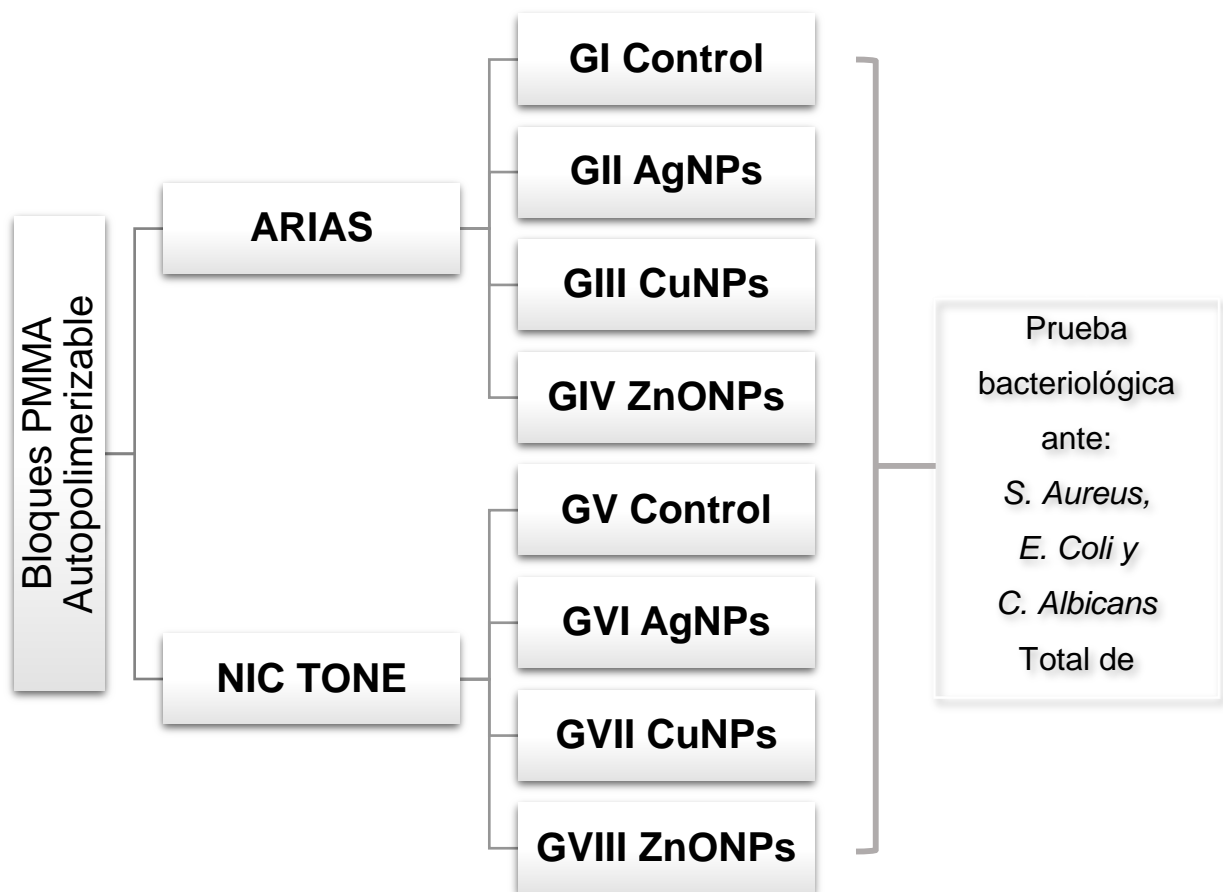 Bloques PMMA
Autopolimerizable
ARIAS
NIC TONE
GI Control
GII AgNPs
GIII CuNPs
GIV ZnONPs
GV Control
GVI AgNPs
GVII CuNPs
GVIII ZnONPs
Prueba
bacteriológica
ante:
S. Aureus,
E. Coli y
C. Albicans
Total de